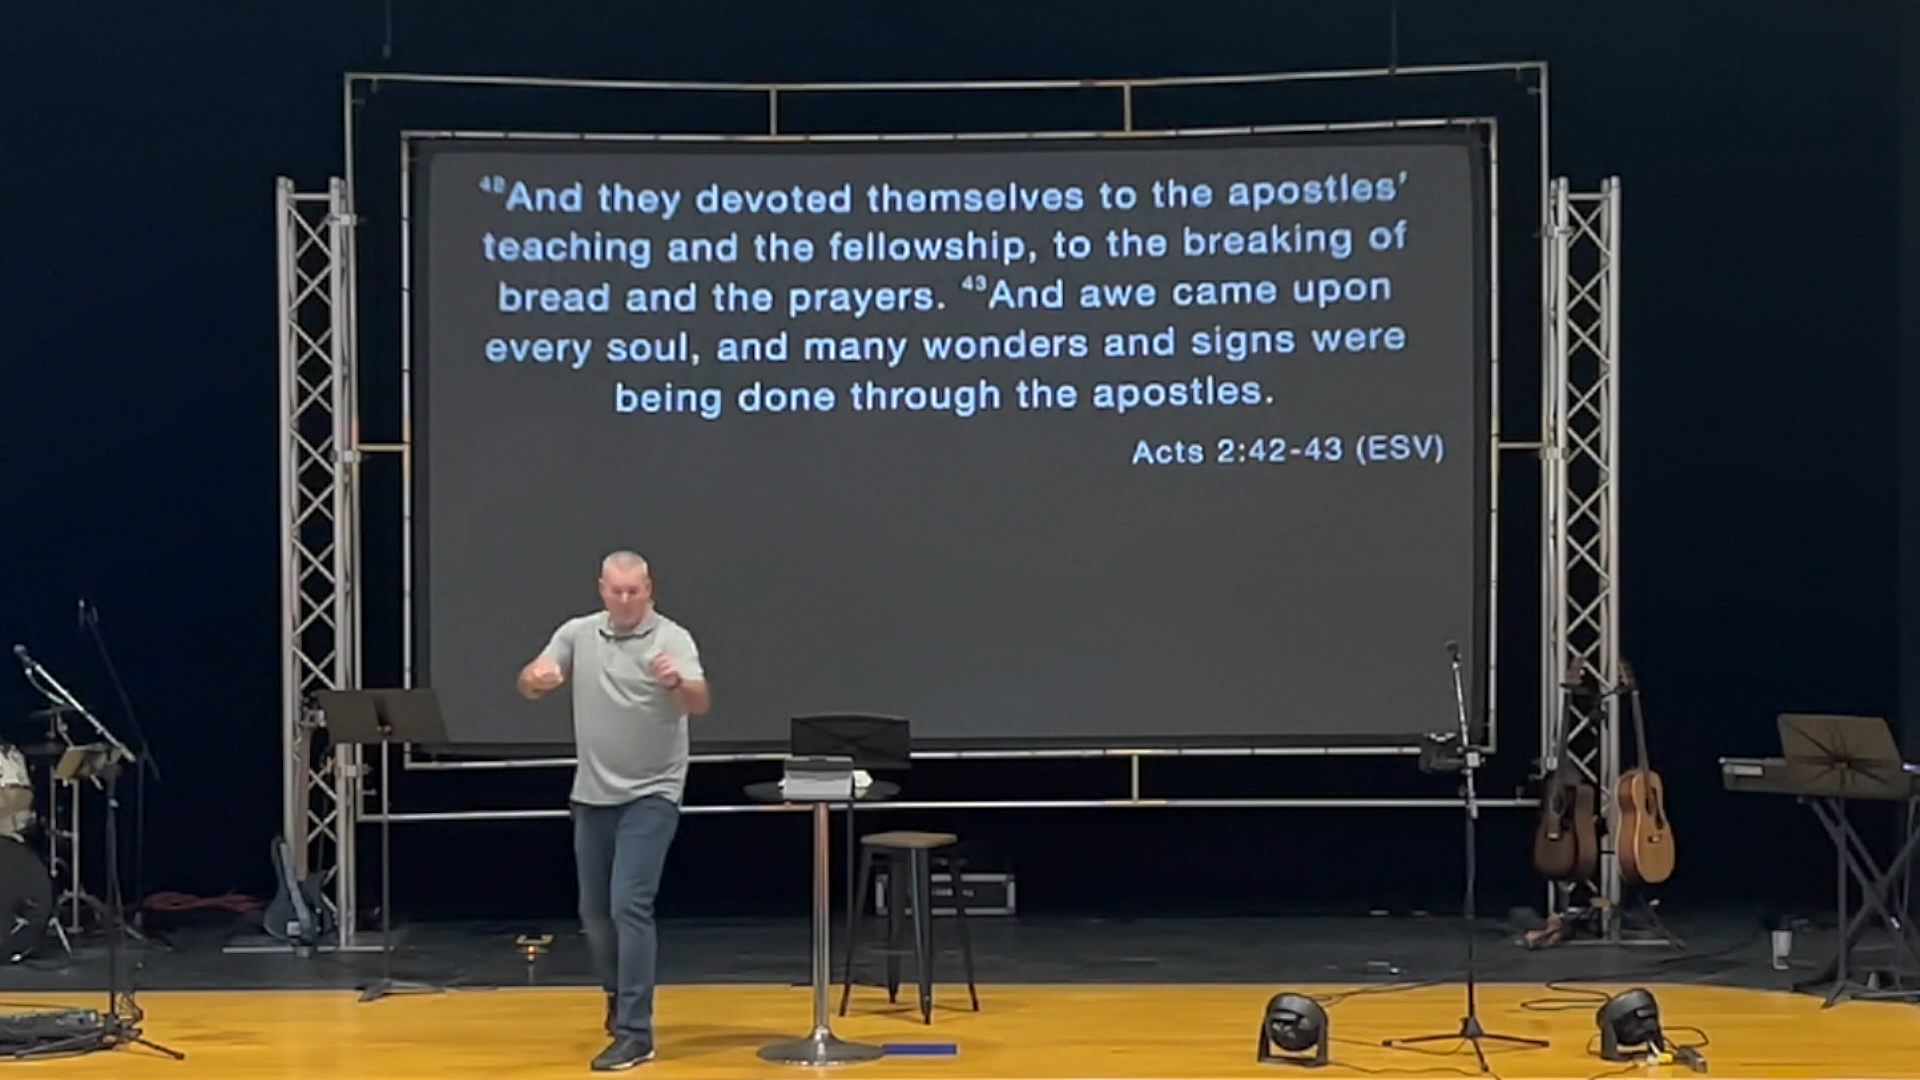 ⁴²And they devoted themselves to the apostles’
teaching and the fellowship, to the breaking of
bread and the prayers. ⁴³And awe came upon
every soul, and many wonders and signs were
being done through the apostles.
Acts 2:42-43 (ESV)